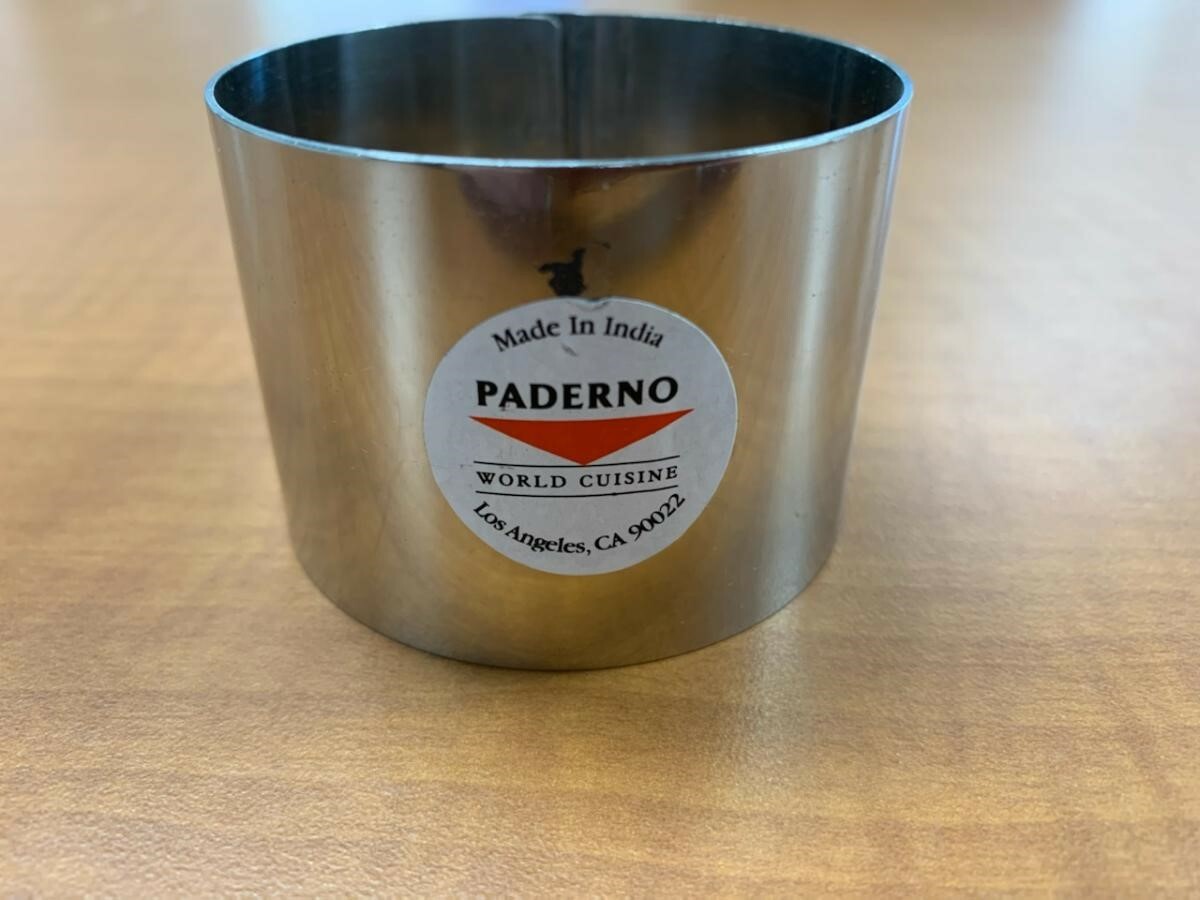 Made In India
PADERNO
WORLD CUISINE
Los Angeles, CA 90022